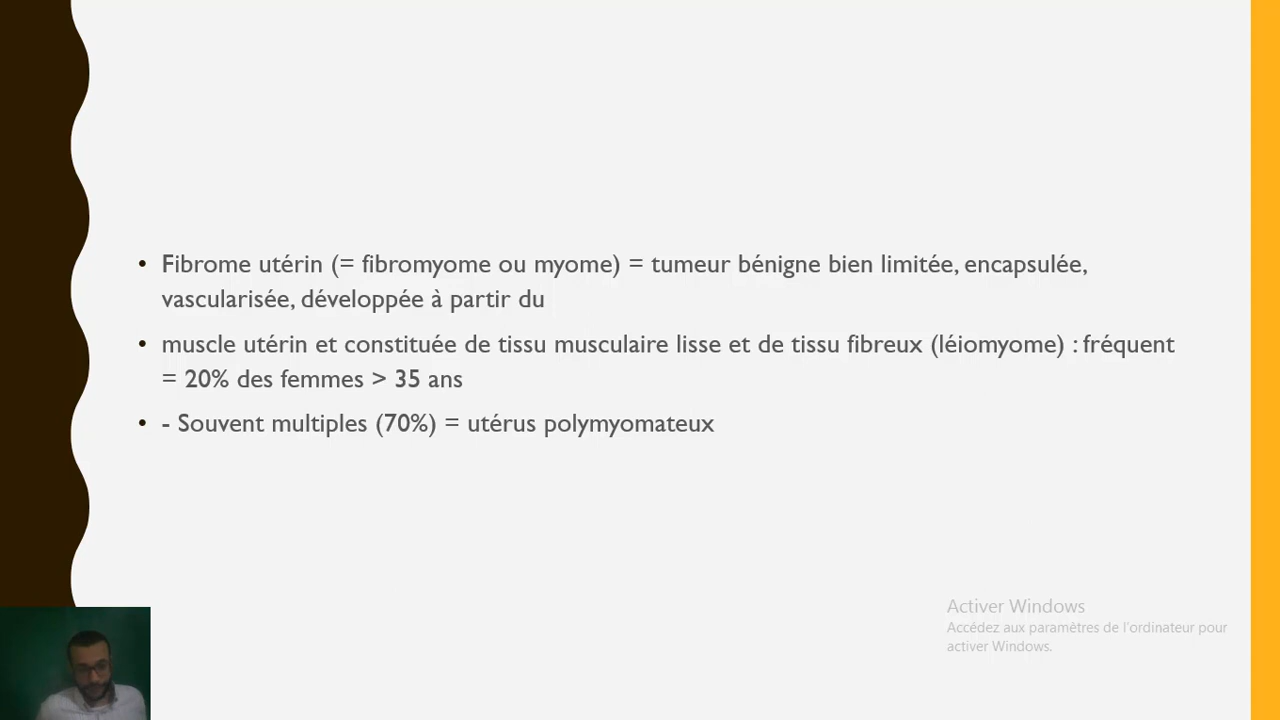 • Fibrome utérin (= fibromyome ou myome) = tumeur bénigne bien limitée, encapsulée,
vascularisée, développée à partir du
• muscle utérin et constituée de tissu musculaire lisse et de tissu fibreux (léiomyome) : fréquent
= 20% des femmes > 35 ans
• - Souvent multiples (70%) = utérus polymyomateux
Activer Windows
Accédez aux paramètres de l'ordinateur pour
activer Windows.